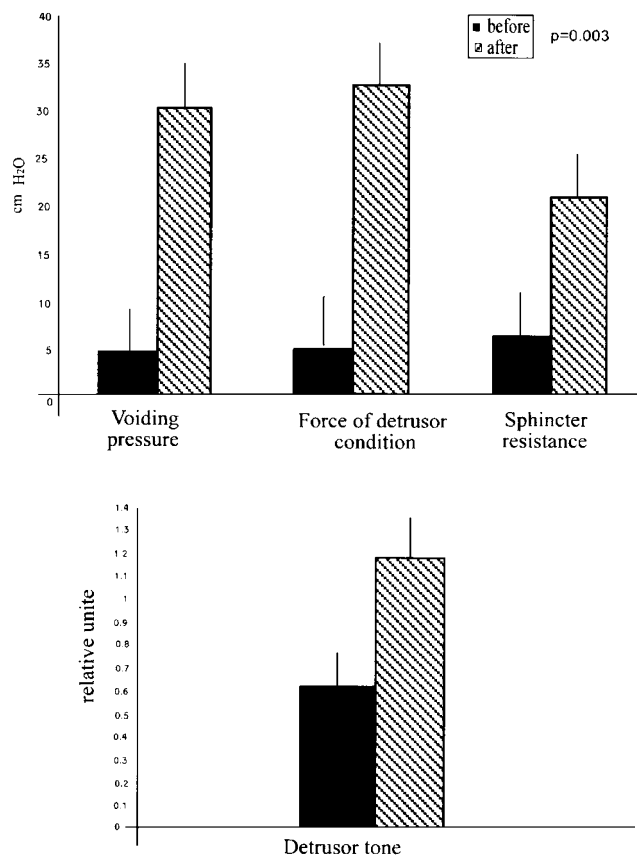 40
35
30
25
20
15
10
5
0
cm H₂O
before
after
p=0.003
Voiding
pressure
Force of detrusor
condition
Sphincter
resistance
1.4
1.3
1.2
1.1
1
0.9
0.8
0.7
0.6
0.5
0.4
0.3
0.2
0.1
0
relative unite
Detrusor tone